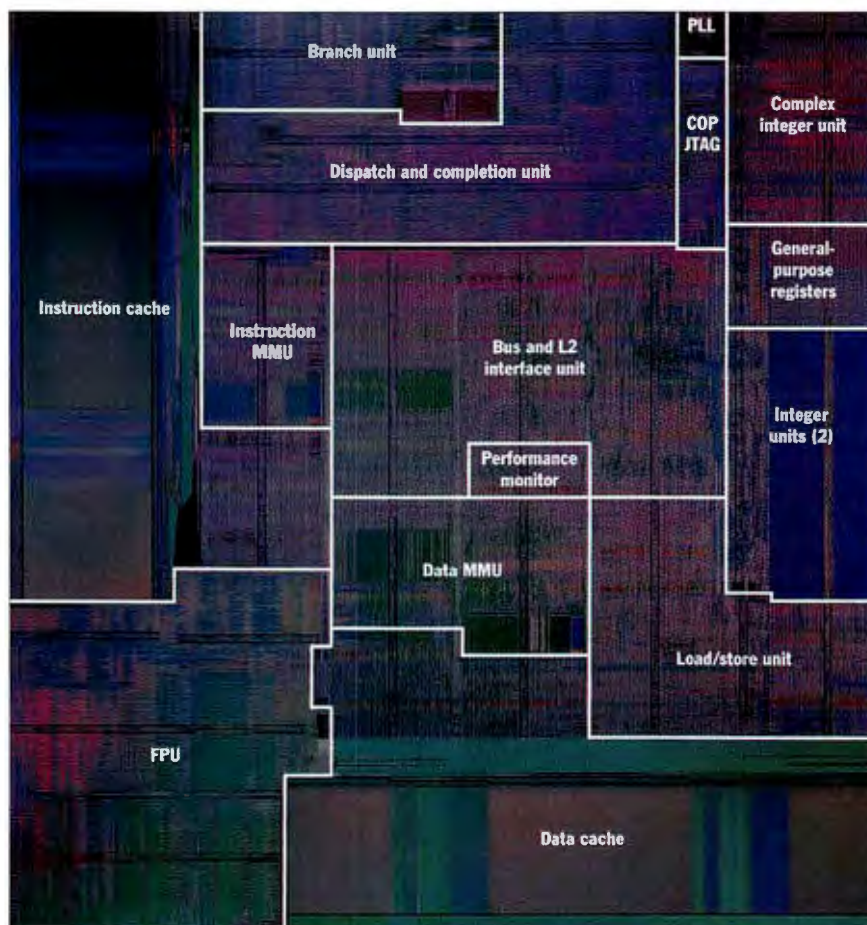 Branch unit
PLL
Complex
integer unit
COP
JTAG
Dispatch and completion unit
General-
purpose
registers
Instruction cache
Instruction
MMU
Bus and L2
interface unit
Integer
units (2)
Performance
monitor
Data MMU
Load/store unit
FPU
Data cache